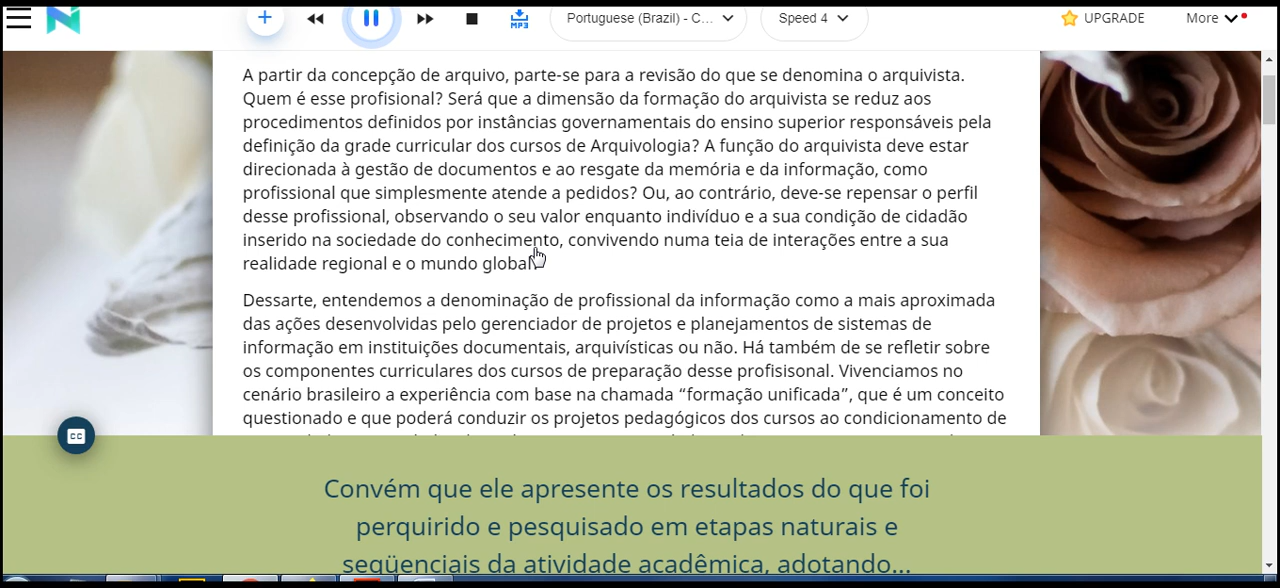 MP3
Portuguese (Brazil) - C...
Speed 4
UPGRADE
More
A partir da concepção de arquivo, parte-se para a revisão do que se denomina o arquivista.
Quem é esse profisional? Será que a dimensão da formação do arquivista se reduz aos
procedimentos definidos por instâncias governamentais do ensino superior responsáveis pela
definição da grade curricular dos cursos de Arquivologia? A função do arquivista deve estar
direcionada à gestão de documentos e ao resgate da memória e da informação, como
profissional que simplesmente atende a pedidos? Ou, ao contrário, deve-se repensar o perfil
desse profissional, observando o seu valor enquanto indivíduo e a sua condição de cidadão
inserido na sociedade do conhecimento, convivendo numa teia de interações entre a sua
realidade regional e o mundo global.
Dessarte, entendemos a denominação de profissional da informação como a mais aproximada
das ações desenvolvidas pelo gerenciador de projetos e planejamentos de sistemas de
informação em instituições documentais, arquivísticas ou não. Há também de se refletir sobre
os componentes curriculares dos cursos de preparação desse profisisonal. Vivenciamos no
cenário brasileiro a experiência com base na chamada “formação unificada”, que é um conceito
questionado e que poderá conduzir os projetos pedagógicos dos cursos ao condicionamento de
CC
Convém que ele apresente os resultados do que foi
perquirido e pesquisado em etapas naturais e
seqüenciais da atividade acadêmica, adotando...